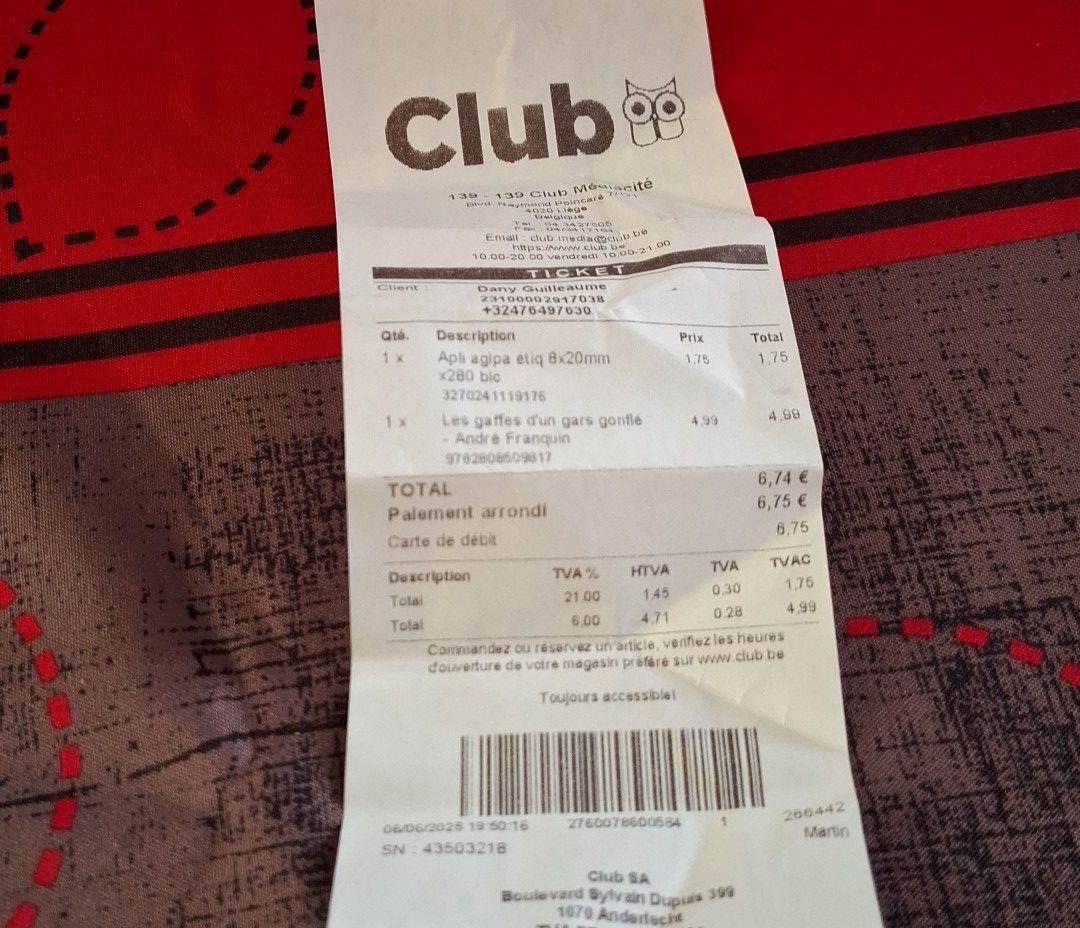 Club
139 - 139 Club Médiacité
Blvd. Raymond Poincaré
4020 Liège
Belgique
Tel. 04.3427505
Email : club.media@club.be
https://www.club.be
10.00-20.00 vendredi 10.00-21.00
TICKET
Client : Dany Guilleaume
23100002917038
+32476497630
Qté. Description Prix Total
1 x Apli agipa étiq 8x20mm 1,75 1,75
x280 blc
3270241119176
1 x Les gaffes d'un gars gonflé 4,99 4,99
- André Franquin
9782808509817
TOTAL 6,74 €
Paiement arrondi 6,75 €
Carte de débit 6,75
Description TVA % HTVA TVA TVAC
Total 21.00 1,45 0,30 1,75
Total 6,00 4,71 0.28 4,99
Commandez ou réservez un article, vérifiez les heures
d'ouverture de votre magasin préféré sur www.club.be
Toujours accessible!
06/06/2025 19:50:16 2760078600584 1 266442
Martin
SN : 43503218
Club SA
Boulevard Sylvain Dupuis 399
1070 Anderlecht